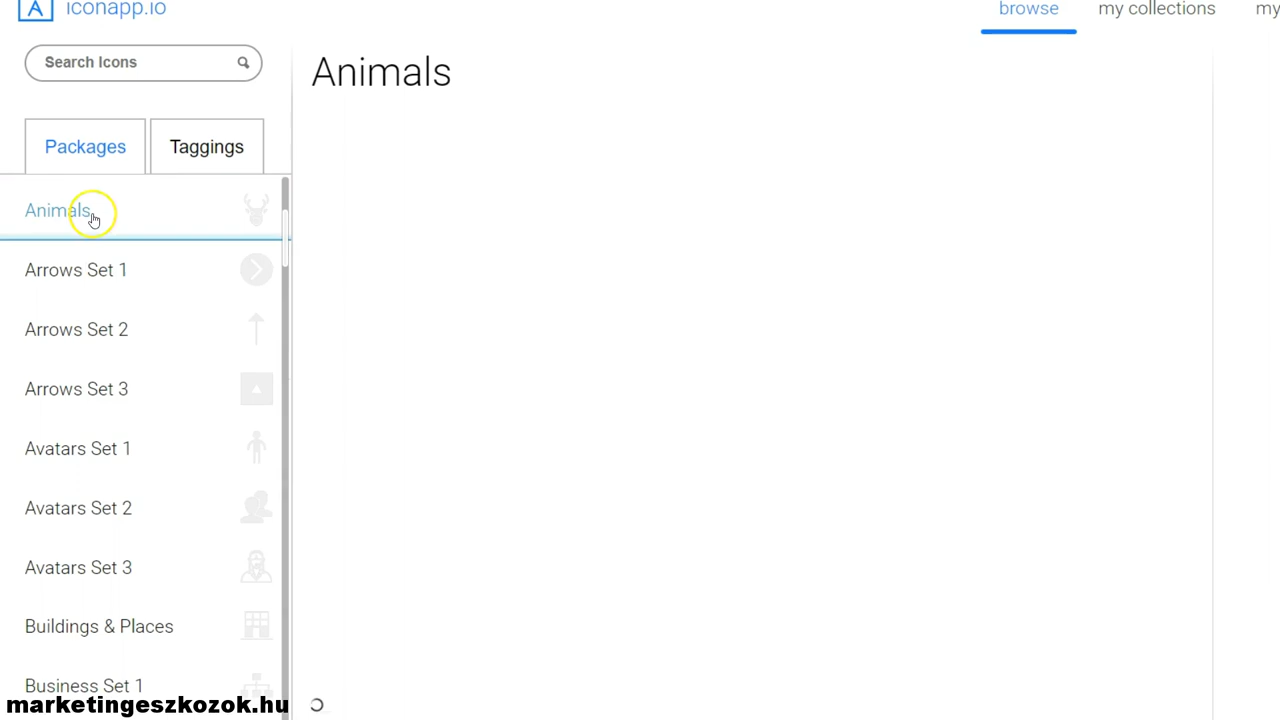 iconapp.io
browse
my collections
my
Search Icons
Animals
Packages
Taggings
Animals
Arrows Set 1
Arrows Set 2
Arrows Set 3
Avatars Set 1
Avatars Set 2
Avatars Set 3
Buildings & Places
Business Set 1
marketingeszkozok.hu